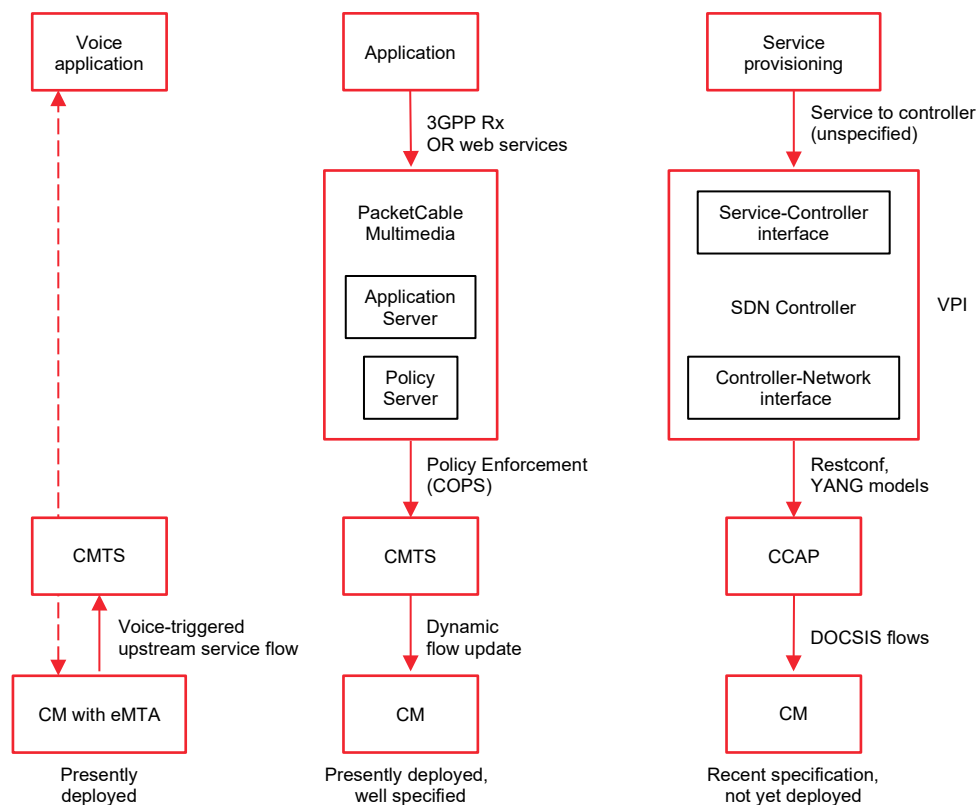 Voice
application
CMTS
Voice-triggered
upstream service flow
CM with eMTA
Presently
deployed
Application
3GPP Rx
OR web services
PacketCable
Multimedia
Application
Server
Policy
Server
Policy Enforcement
(COPS)
CMTS
Dynamic
flow update
CM
Presently deployed,
well specified
Service
provisioning
Service to controller
(unspecified)
Service-Controller
interface
SDN Controller
VPI
Controller-Network
interface
Restconf,
YANG models
CCAP
DOCSIS flows
CM
Recent specification,
not yet deployed